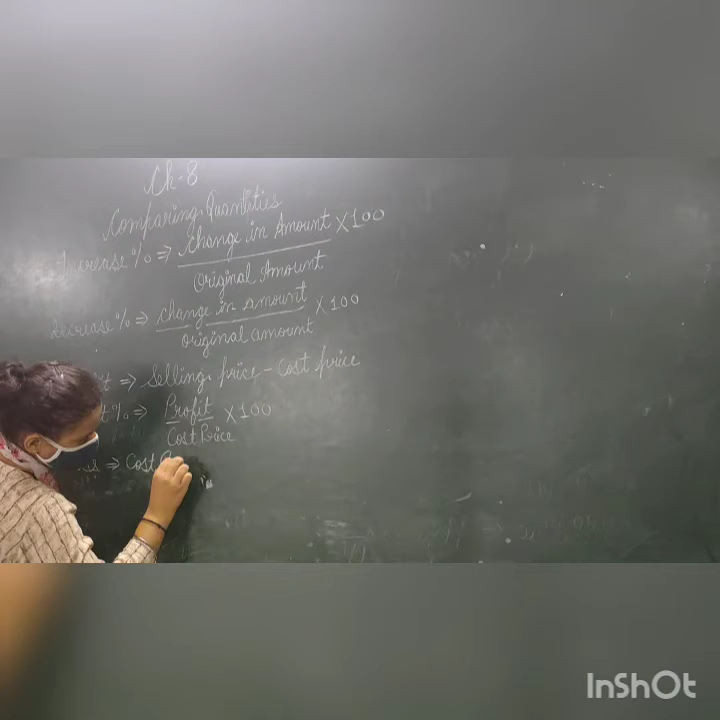 Ch-8
Comparing Quantities
Increase % ⇒ Change in Amount × 100
Original Amount
Decrease % ⇒ change in amount × 100
original amount
⇒ Selling price - cost price
t% ⇒ Profit × 100
Cost Price
⇒ Cost
InShOt